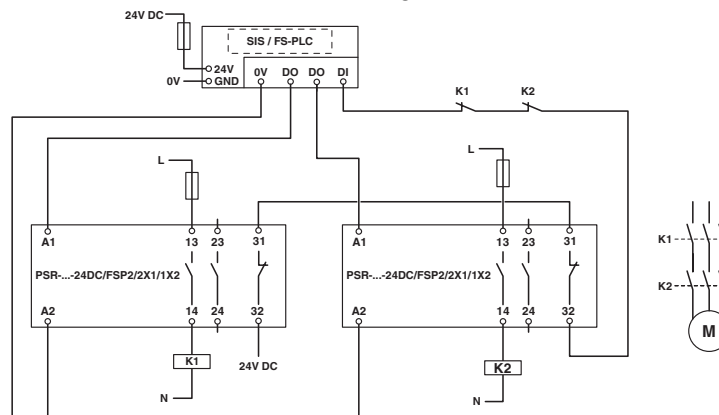 24V DC
SIS / FS-PLC
24V
0V GND
0V DO DO DI
K1 K2
L L
A1 13 23 31
A1 13 23 31
PSR-...-24DC/FSP2/2X1/1X2
PSR-...-24DC/FSP2/2X1/1X2
A2 14 24 32
A2 14 24 32
K1 24V DC
K2
N N
K1
K2
M